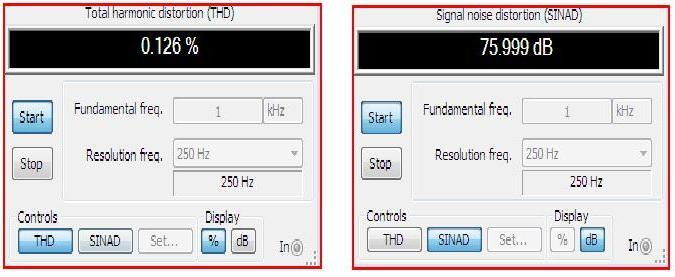 Total harmonic distortion (THD)
0.126 %
Start
Fundamental freq.
1
kHz
Stop
Resolution freq.
250 Hz
250 Hz
Controls
THD
SINAD
Set...
Display
%
dB
In
Signal noise distortion (SINAD)
75.999 dB
Start
Fundamental freq.
1
kHz
Stop
Resolution freq.
250 Hz
250 Hz
Controls
THD
SINAD
Set...
Display
%
dB
In